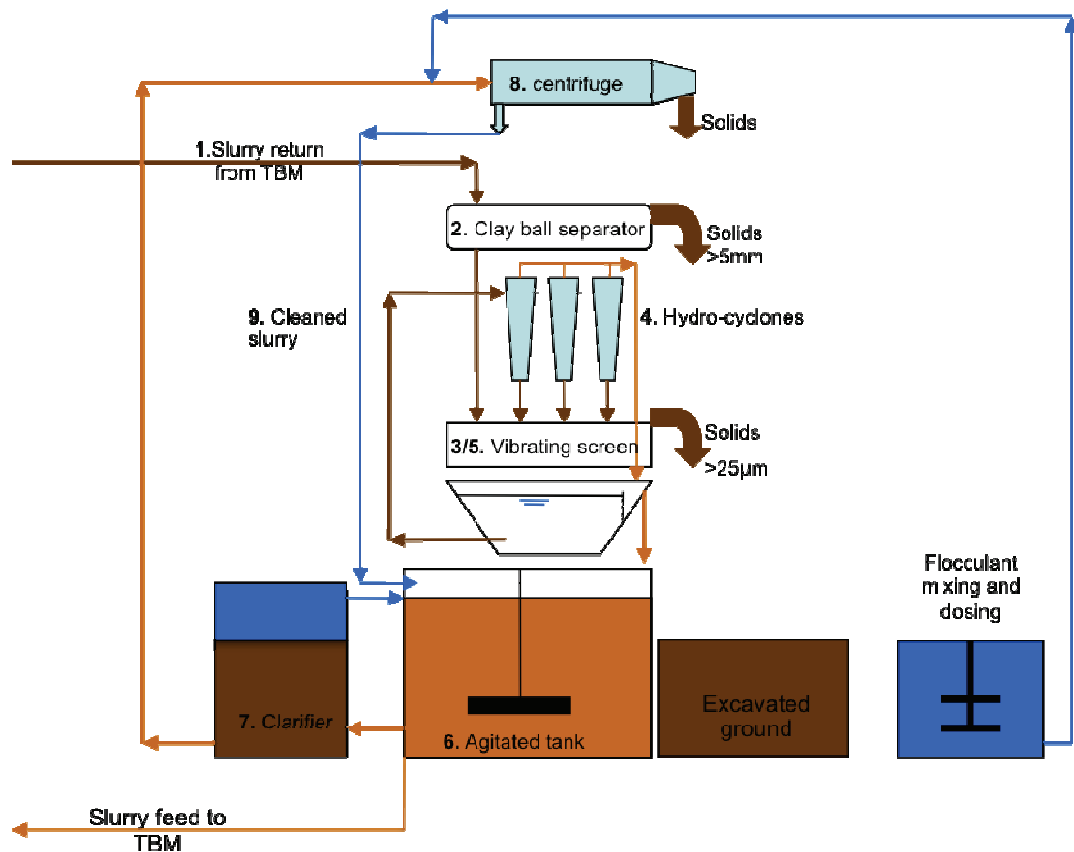 8. centrifuge
Solids
1.Slurry return
from TBM
2. Clay ball separator
Solids
>5mm
9. Cleaned
slurry
4. Hydro-cyclones
3/5. Vibrating screen
Solids
>25µm
Flocculant
mixing and
dosing
7. Clarifier
6. Agitated tank
Excavated
ground
Slurry feed to
TBM